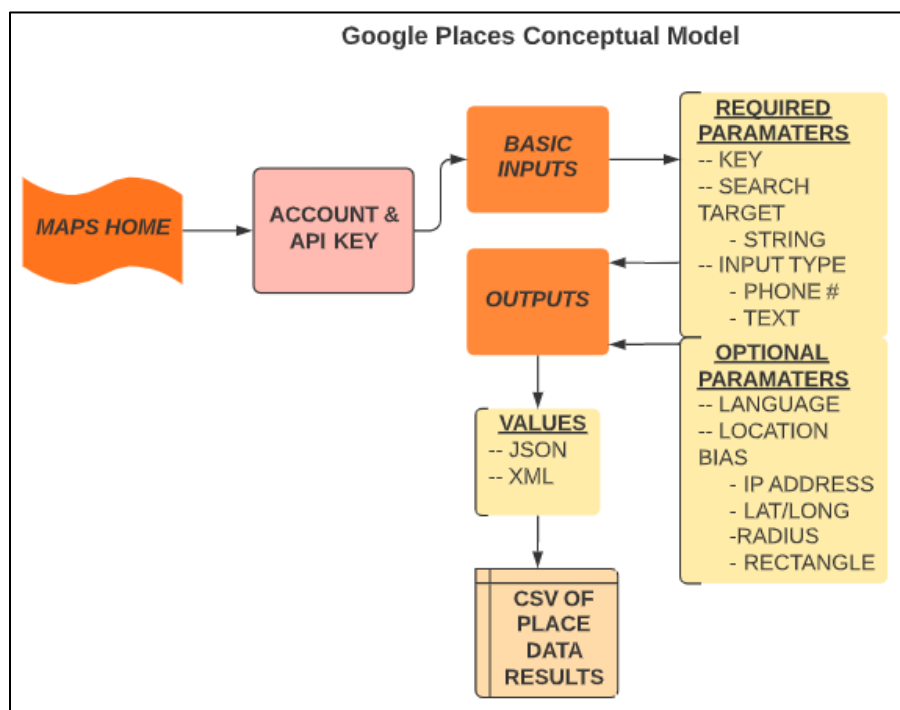 Google Places Conceptual Model
MAPS HOME
ACCOUNT &
API KEY
BASIC
INPUTS
REQUIRED
PARAMATERS
-- KEY
-- SEARCH
TARGET
- STRING
-- INPUT TYPE
- PHONE #
- TEXT
OUTPUTS
OPTIONAL
PARAMATERS
-- LANGUAGE
-- LOCATION
BIAS
- IP ADDRESS
- LAT/LONG
-RADIUS
- RECTANGLE
VALUES
-- JSON
-- XML
CSV OF
PLACE
DATA
RESULTS